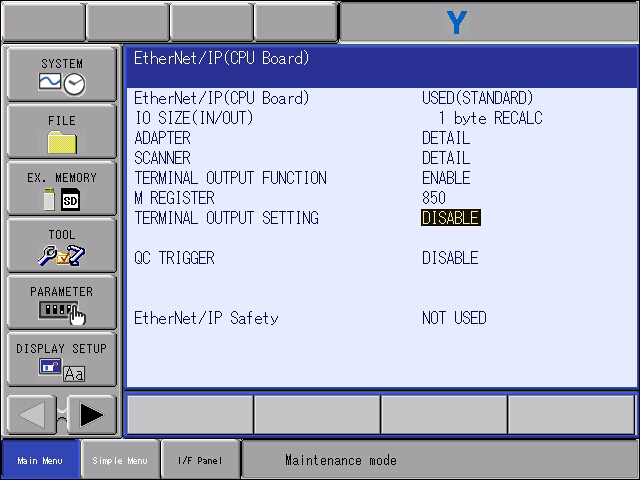 Y
SYSTEM
FILE
EX. MEMORY
SD
TOOL
PARAMETER
DISPLAY SETUP
Aa
EtherNet/IP(CPU Board)
EtherNet/IP(CPU Board) USED(STANDARD)
IO SIZE(IN/OUT) 1 byte RECALC
ADAPTER DETAIL
SCANNER DETAIL
TERMINAL OUTPUT FUNCTION ENABLE
M REGISTER 850
TERMINAL OUTPUT SETTING DISABLE
QC TRIGGER DISABLE
EtherNet/IP Safety NOT USED
Main Menu
Simple Menu
I/F Panel
Maintenance mode